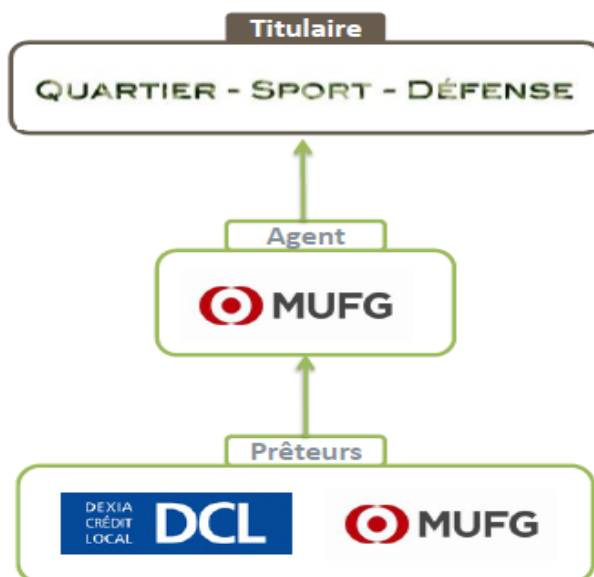 Titulaire
QUARTIER - SPORT - DÉFENSE
Agent
MUFG
Prêteurs
DEXIA
CRÉDIT
LOCAL
DCL
MUFG